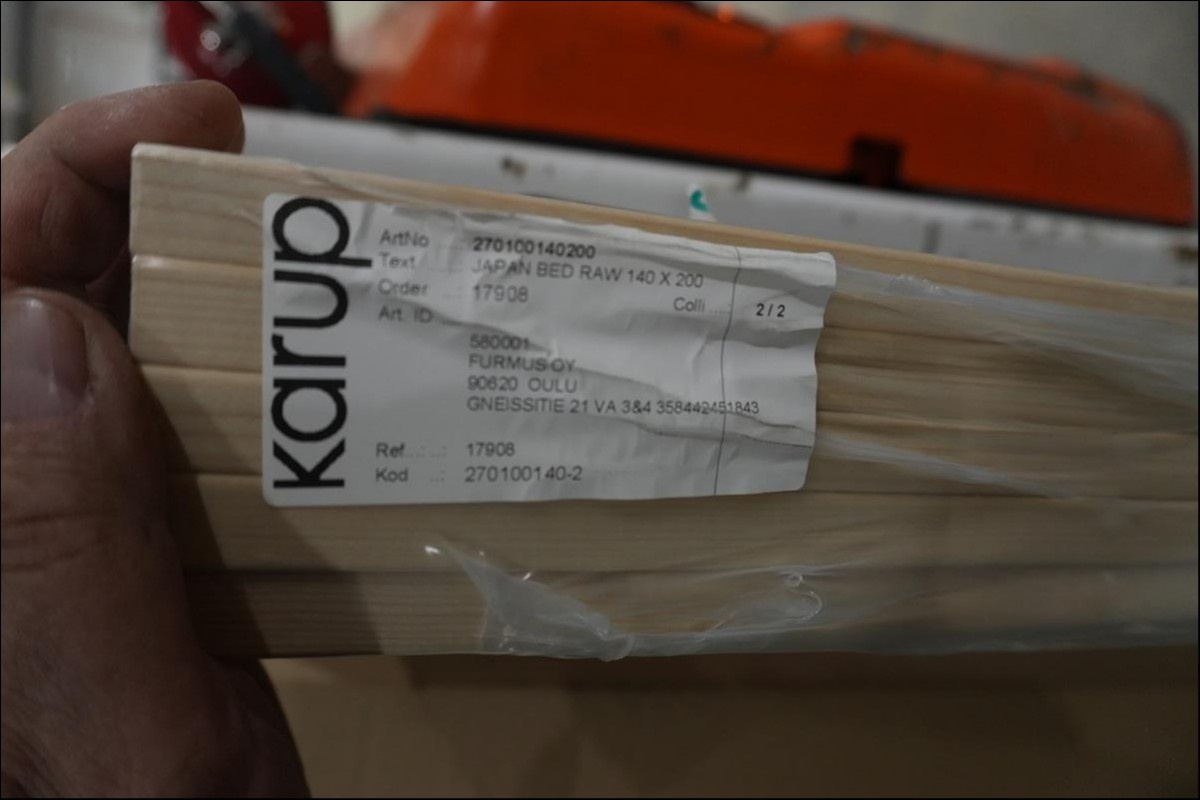 karup
ArtNo ..: 270100140200
Text ...: JAPAN BED RAW 140 X 200
Order ...: 17908
Colli ... 2/2
Art. ID ...
560001
FURMUS OY
90620 OULU
GNEISSITIE 21 VA 3&4 358442451843
Ref...: ..: 17908
Kod ..: 270100140-2